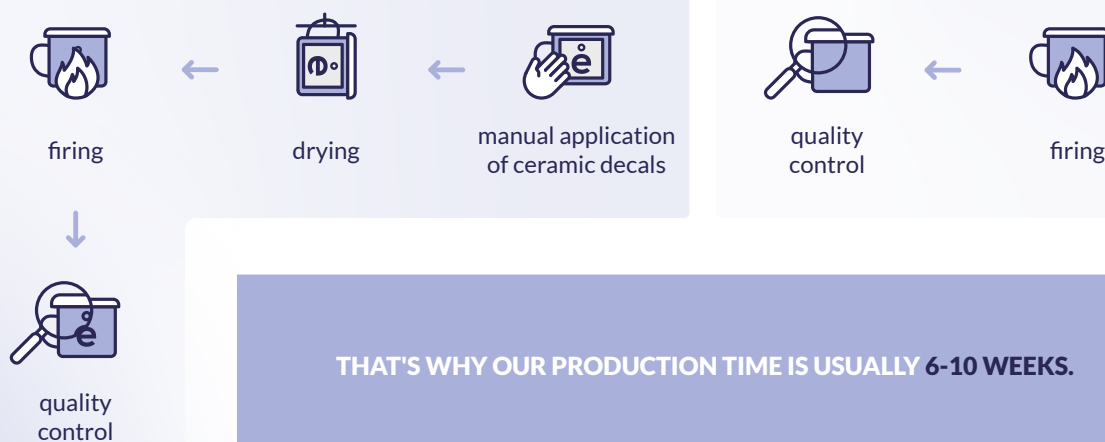 firing
drying
manual application
of ceramic decals
quality
control
firing
quality
control
THAT'S WHY OUR PRODUCTION TIME IS USUALLY 6-10 WEEKS.